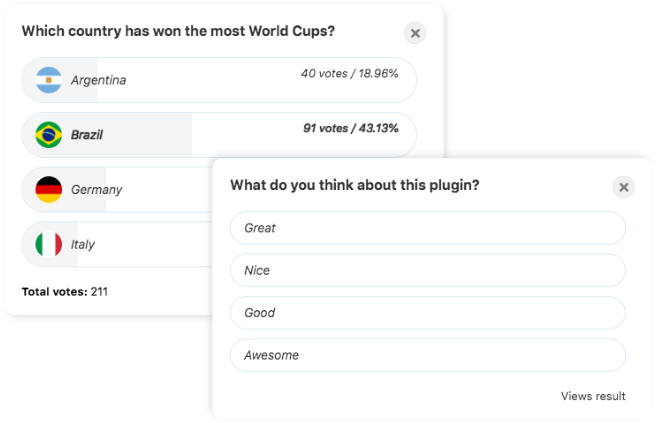 Which country has won the most World Cups?
Argentina 40 votes / 18.96%
Brazil 91 votes / 43.13%
Germany
Italy
Total votes: 211
What do you think about this plugin?
Great
Nice
Good
Awesome
Views result